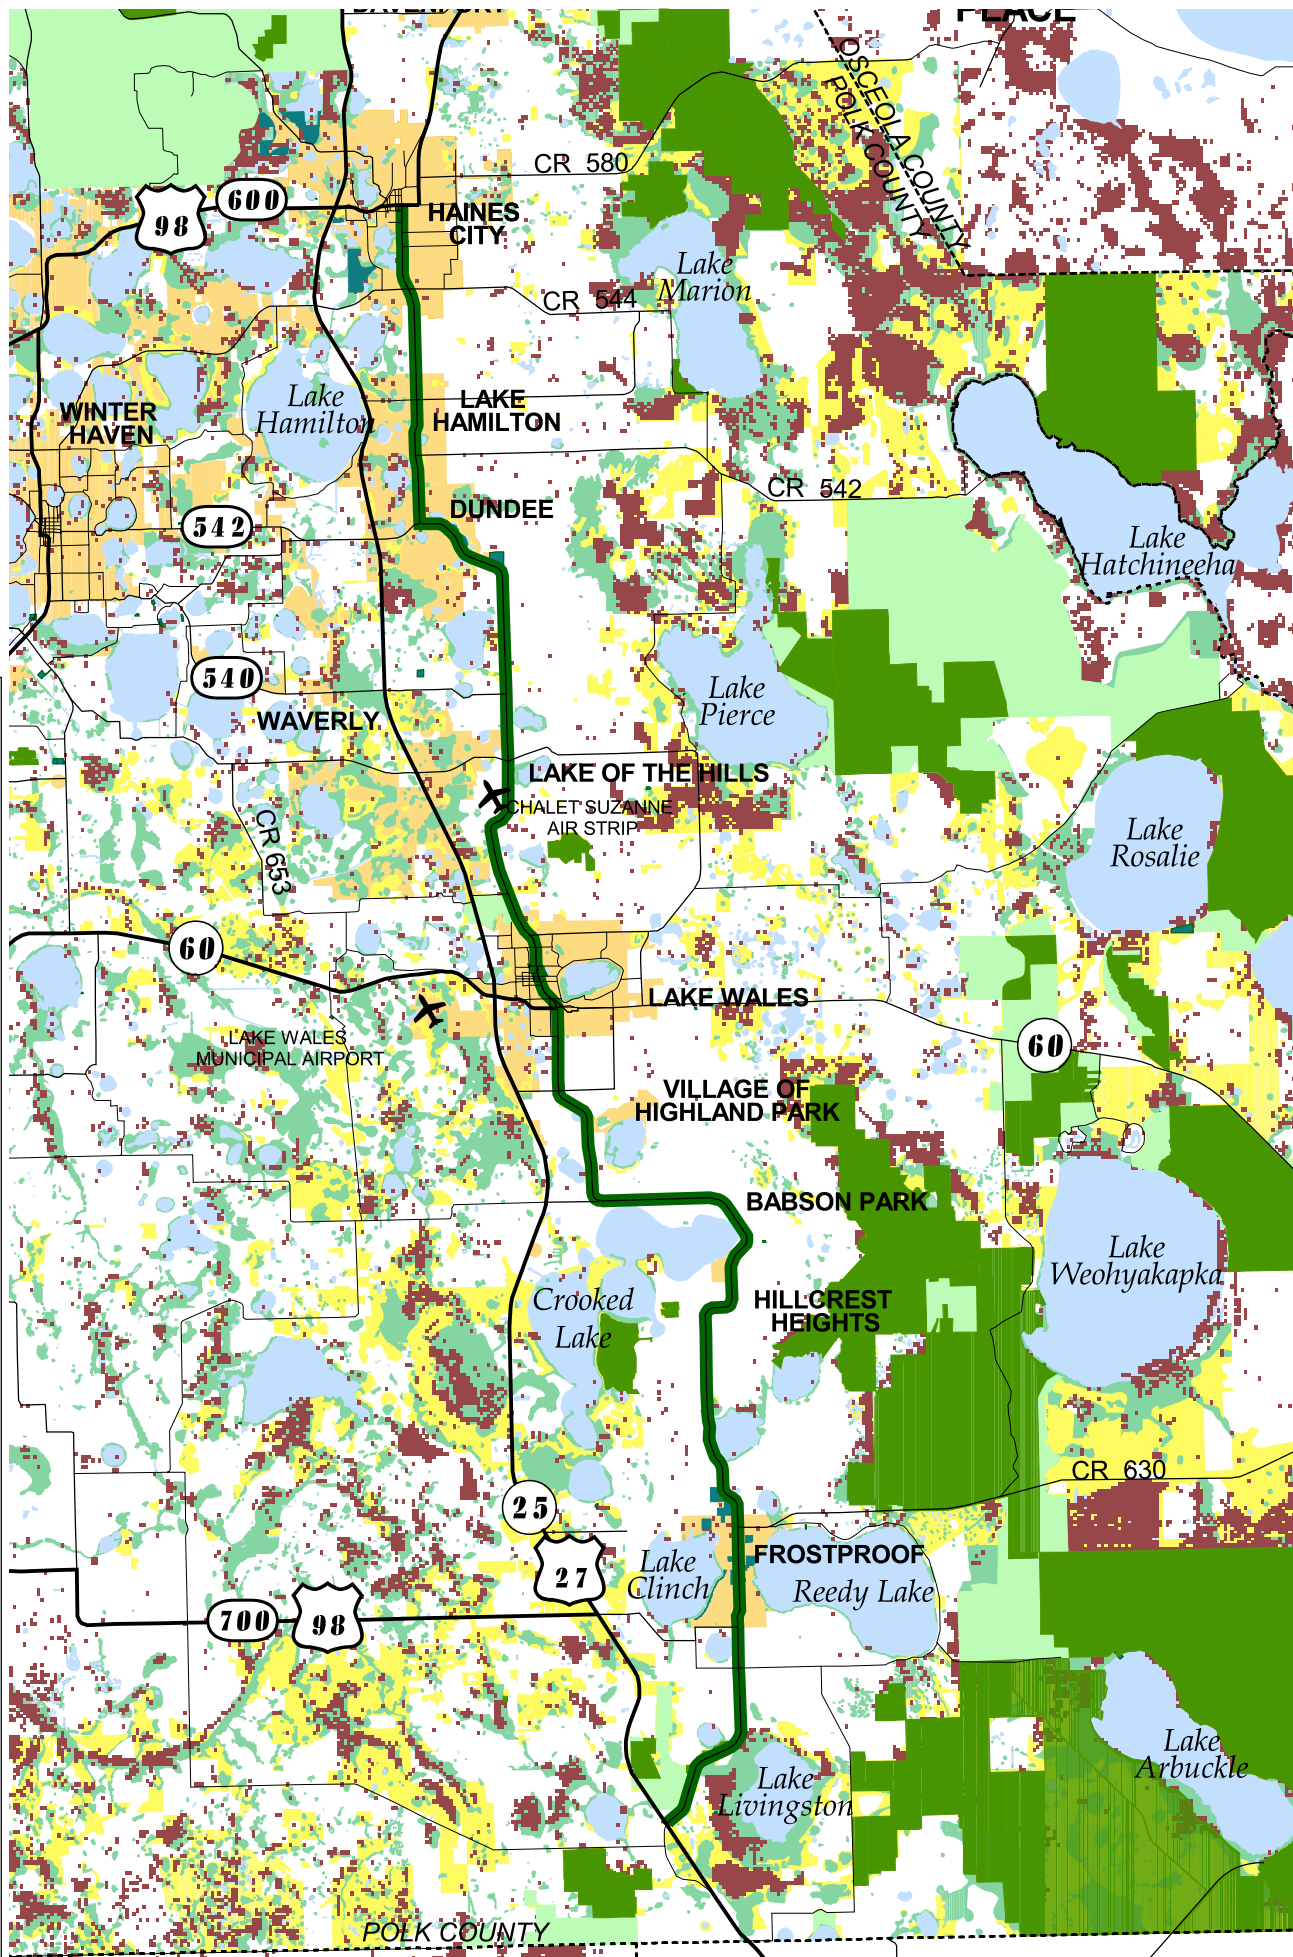 DAVENPORT
PLACE
OSCEOLA COUNTY
POLK COUNTY
CR 580
600
98
HAINES
CITY
Lake
Marion
CR 544
Lake
Hamilton
LAKE
HAMILTON
WINTER
HAVEN
CR 542
DUNDEE
542
Lake
Hatchineeha
540
Lake
Pierce
WAVERLY
LAKE OF THE HILLS
CHALET SUZANNE
AIR STRIP
CR 653
Lake
Rosalie
60
LAKE WALES
LAKE WALES
MUNICIPAL AIRPORT
60
VILLAGE OF
HIGHLAND PARK
BABSON PARK
Lake
Weohyakapka
Crooked
Lake
HILLCREST
HEIGHTS
CR 630
25
27
Lake
Clinch
FROSTPROOF
Reedy Lake
700
98
Lake
Arbuckle
Lake
Livingston
POLK COUNTY